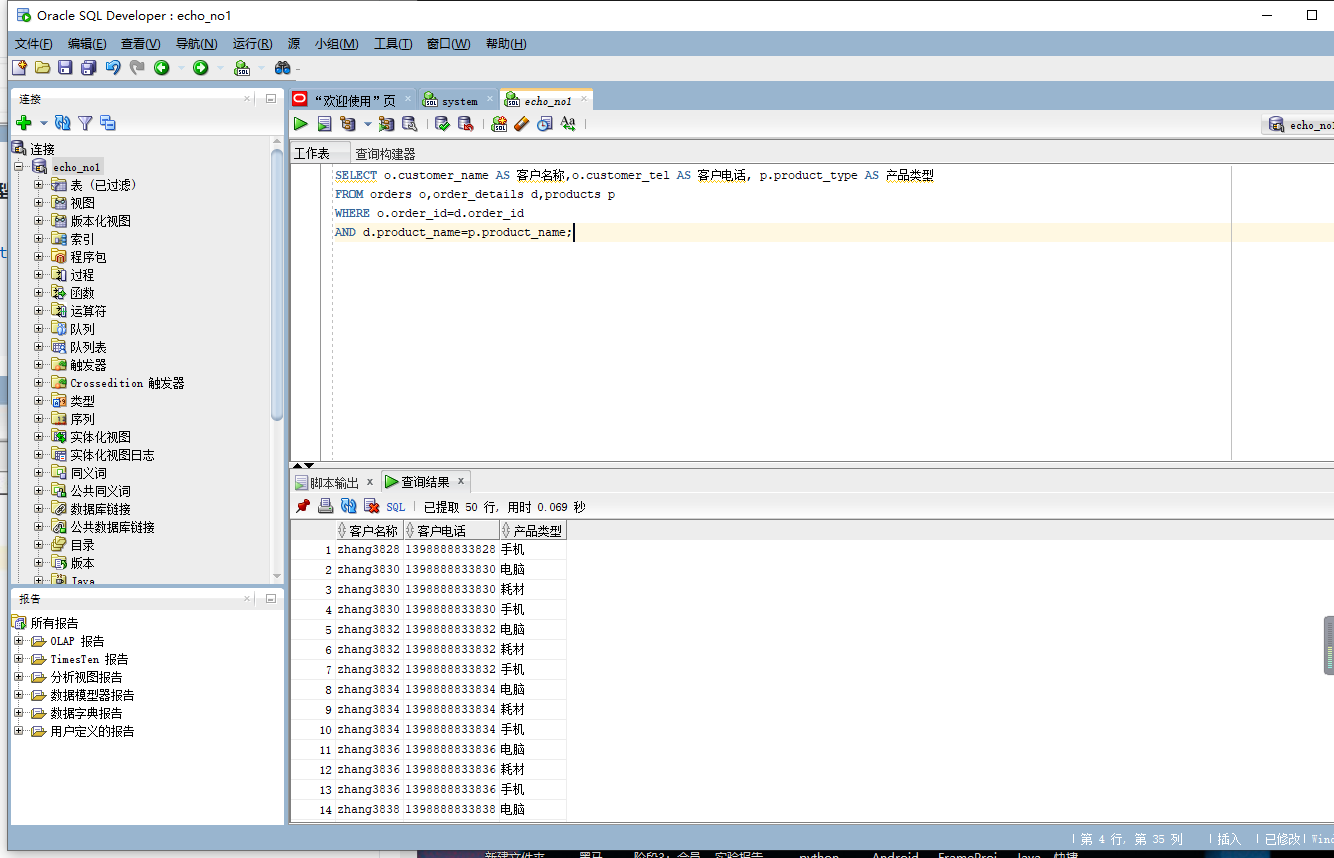 Oracle SQL Developer : echo_no1
文件(F) 编辑(E) 查看(V) 导航(N) 运行(R) 源 小组(M) 工具(T) 窗口(W) 帮助(H)
连接
连接
echo_no1
表 (已过滤)
视图
版本化视图
索引
程序包
过程
函数
运算符
队列
队列表
触发器
Crossedition 触发器
类型
序列
实体化视图
实体化视图日志
同义词
公共同义词
数据库链接
公共数据库链接
目录
版本
Java
报告
所有报告
OLAP 报告
TimesTen 报告
分析视图报告
数据模型器报告
数据字典报告
用户定义的报告
“欢迎使用”页 system echo_no1
echo_no1
工作表 查询构建器
SELECT o.customer_name AS 客户名称,o.customer_tel AS 客户电话, p.product_type AS 产品类型
FROM orders o,order_details d,products p
WHERE o.order_id=d.order_id
AND d.product_name=p.product_name;
脚本输出 查询结果
SQL 已提取 50 行, 用时 0.069 秒
客户名称 客户电话 产品类型
1 zhang3828 1398888833828 手机
2 zhang3830 1398888833830 电脑
3 zhang3830 1398888833830 耗材
4 zhang3830 1398888833830 手机
5 zhang3832 1398888833832 电脑
6 zhang3832 1398888833832 耗材
7 zhang3832 1398888833832 手机
8 zhang3834 1398888833834 电脑
9 zhang3834 1398888833834 耗材
10 zhang3834 1398888833834 手机
11 zhang3836 1398888833836 电脑
12 zhang3836 1398888833836 耗材
13 zhang3836 1398888833836 手机
14 zhang3838 1398888833838 电脑
第 4 行, 第 35 列 插入 已修改 Wind